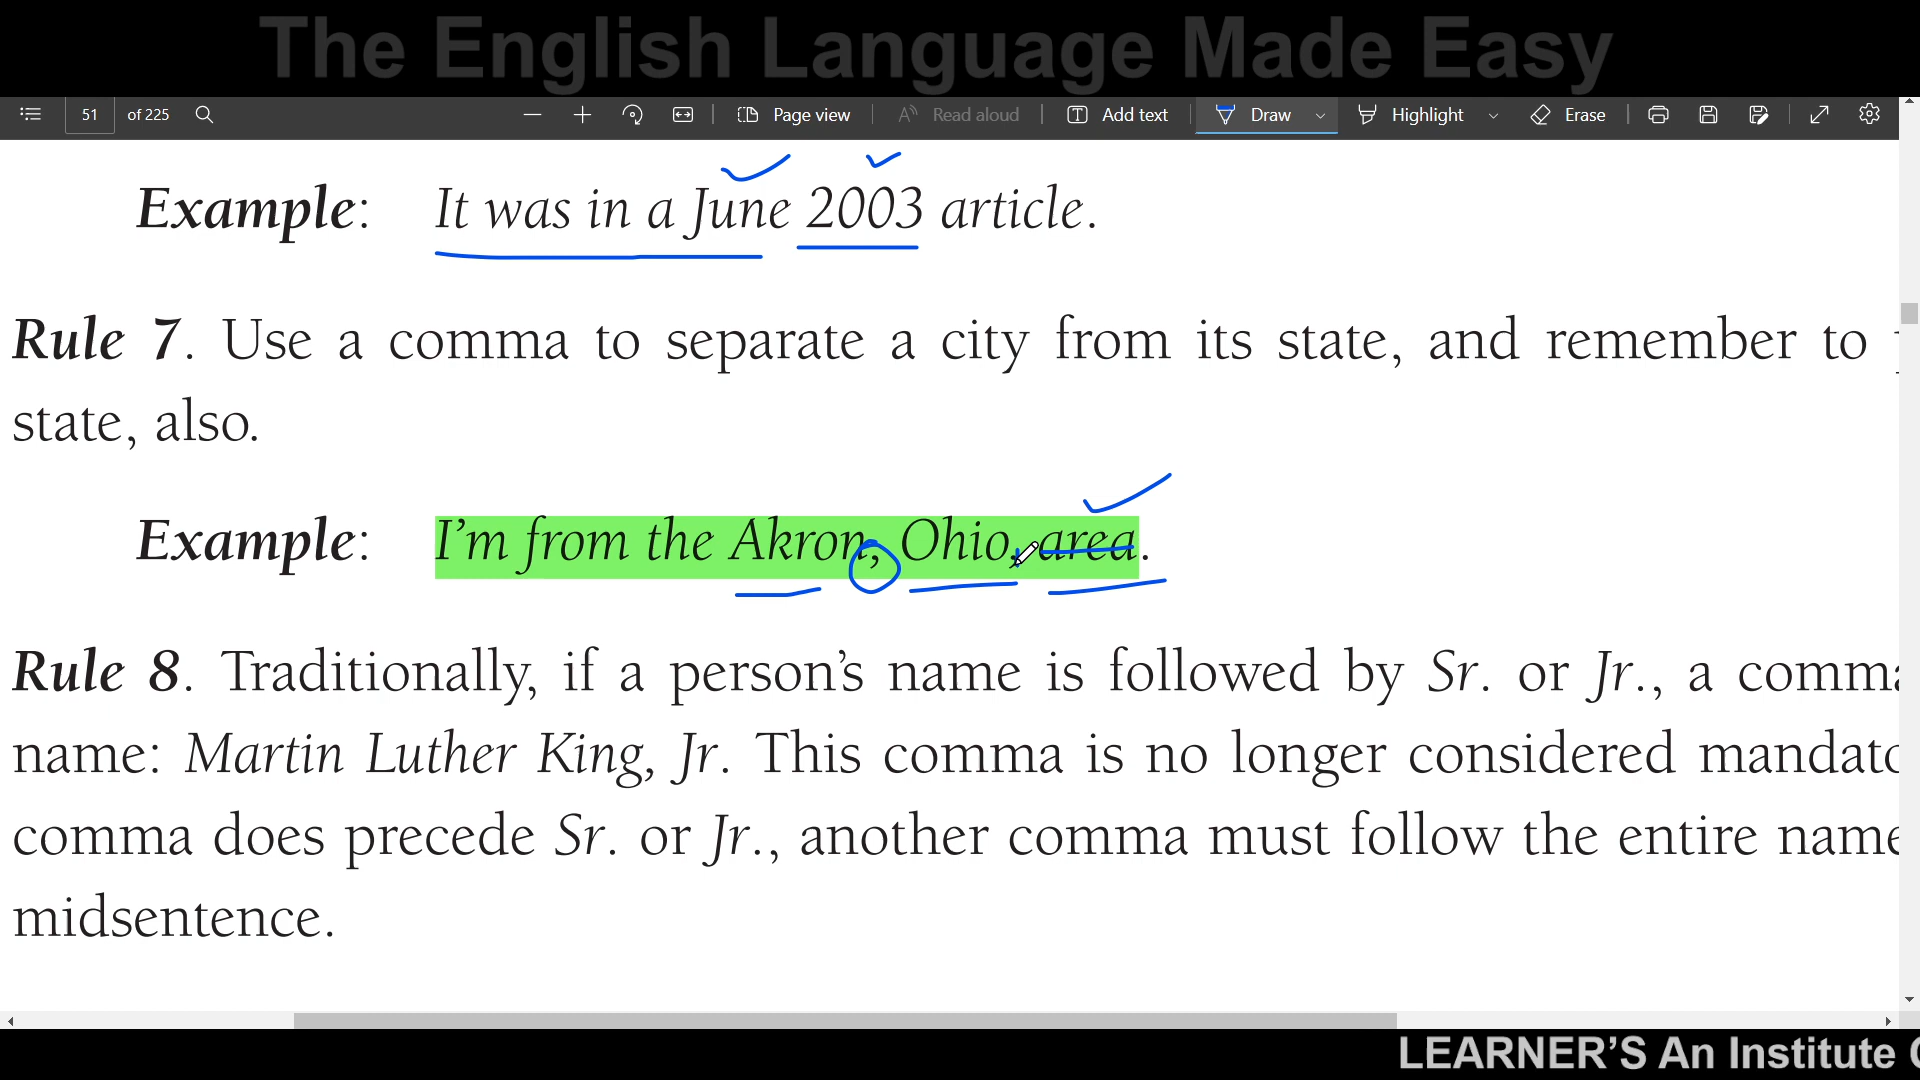 The English Language Made Easy
51 of 225 Page view Read aloud Add text Draw Highlight Erase
Example: It was in a June 2003 article.
Rule 7. Use a comma to separate a city from its state, and remember to
state, also.
Example: I'm from the Akron, Ohio, area.
Rule 8. Traditionally, if a person's name is followed by Sr. or Jr., a comma
name: Martin Luther King, Jr. This comma is no longer considered mandato
comma does precede Sr. or Jr., another comma must follow the entire name
midsentence.
LEARNER'S An Institute